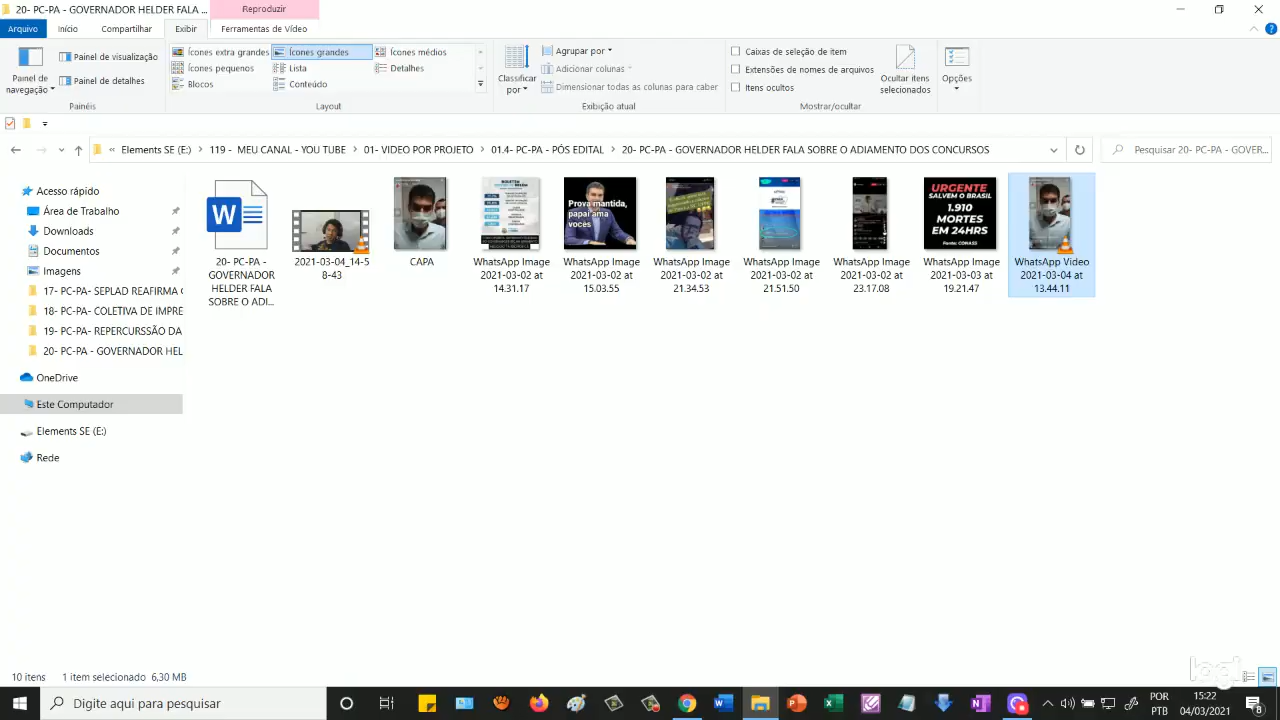 20- PC-PA - GOVERNADOR HELDER FALA ...
Reproduzir
Arquivo
Início
Compartilhar
Exibir
Ferramentas de Vídeo
Painel de navegação
Painel de visualização
Painel de detalhes
Painéis
Ícones extra grandes
Ícones grandes
Ícones médios
Ícones pequenos
Lista
Detalhes
Blocos
Conteúdo
Layout
Classificar por
Agrupar por
Adicionar colunas
Dimensionar todas as colunas para caber
Exibição atual
Caixas de seleção de item
Extensões de nomes de arquivos
Itens ocultos
Ocultar itens selecionados
Mostrar/ocultar
Opções
« Elements SE (E:) › 119 - MEU CANAL - YOU TUBE › 01- VIDEO POR PROJETO › 01.4- PC-PA - PÓS EDITAL › 20- PC-PA - GOVERNADOR HELDER FALA SOBRE O ADIAMENTO DOS CONCURSOS
Pesquisar 20- PC-PA - GOVER...
Acesso rápido
Área de Trabalho
Downloads
Documentos
Imagens
17- PC-PA- SEPLAD REAFIRMA
18- PC-PA- COLETIVA DE IMPRE
19- PC-PA- REPERCURSSÃO DA
20- PC-PA - GOVERNADOR HEL
OneDrive
Este Computador
Elements SE (E:)
Rede
W
20- PC-PA -
GOVERNADOR
HELDER FALA
SOBRE O ADI...
2021-03-04_14-5
8-43
CAPA
WhatsApp Image
2021-03-02 at
14.31.17
Prova mantida,
papai ama
vocês
WhatsApp Image
2021-03-02 at
15.03.55
WhatsApp Image
2021-03-02 at
21.34.53
WhatsApp Image
2021-03-02 at
21.51.50
WhatsApp Image
2021-03-02 at
23.17.08
URGENTE
SALVEM O BRASIL
1.910
MORTES
EM 24HRS
Fonte: CONASS
WhatsApp Image
2021-03-03 at
19.21.47
WhatsApp Video
2021-03-04 at
13.44.11
10 itens
1 item selecionado 6,30 MB
Digite aqui para pesquisar
POR
PTB
15:22
04/03/2021
8